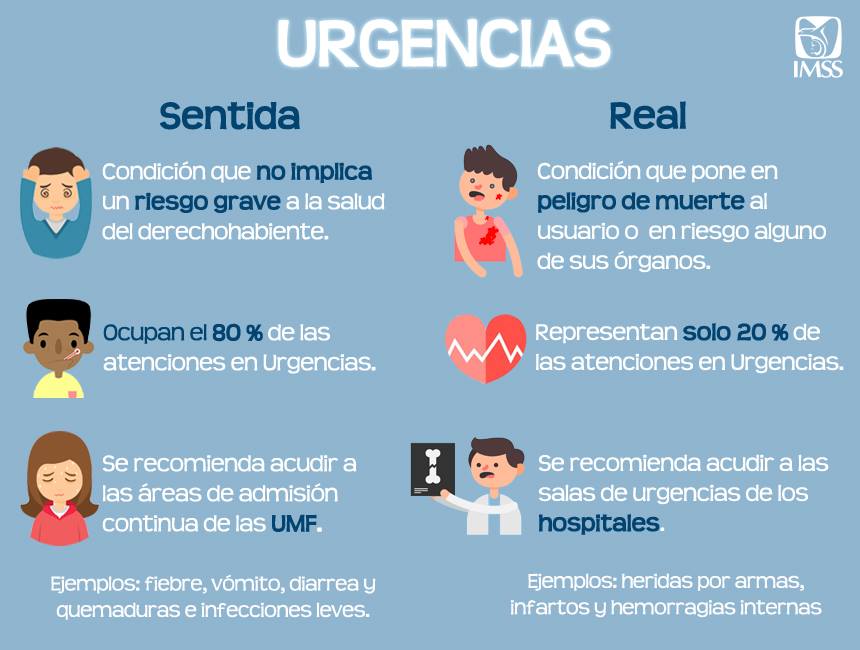 URGENCIAS
IMSS
Sentida
Condición que no implica
un riesgo grave a la salud
del derechohabiente.
Ocupan el 80 % de las
atenciones en Urgencias.
Se recomienda acudir a
las áreas de admisión
continua de las UMF.
Ejemplos: fiebre, vómito, diarrea y
quemaduras e infecciones leves.
Real
Condición que pone en
peligro de muerte al
usuario o en riesgo alguno
de sus órganos.
Representan solo 20 % de
las atenciones en Urgencias.
Se recomienda acudir a las
salas de urgencias de los
hospitales.
Ejemplos: heridas por armas,
infartos y hemorragias internas